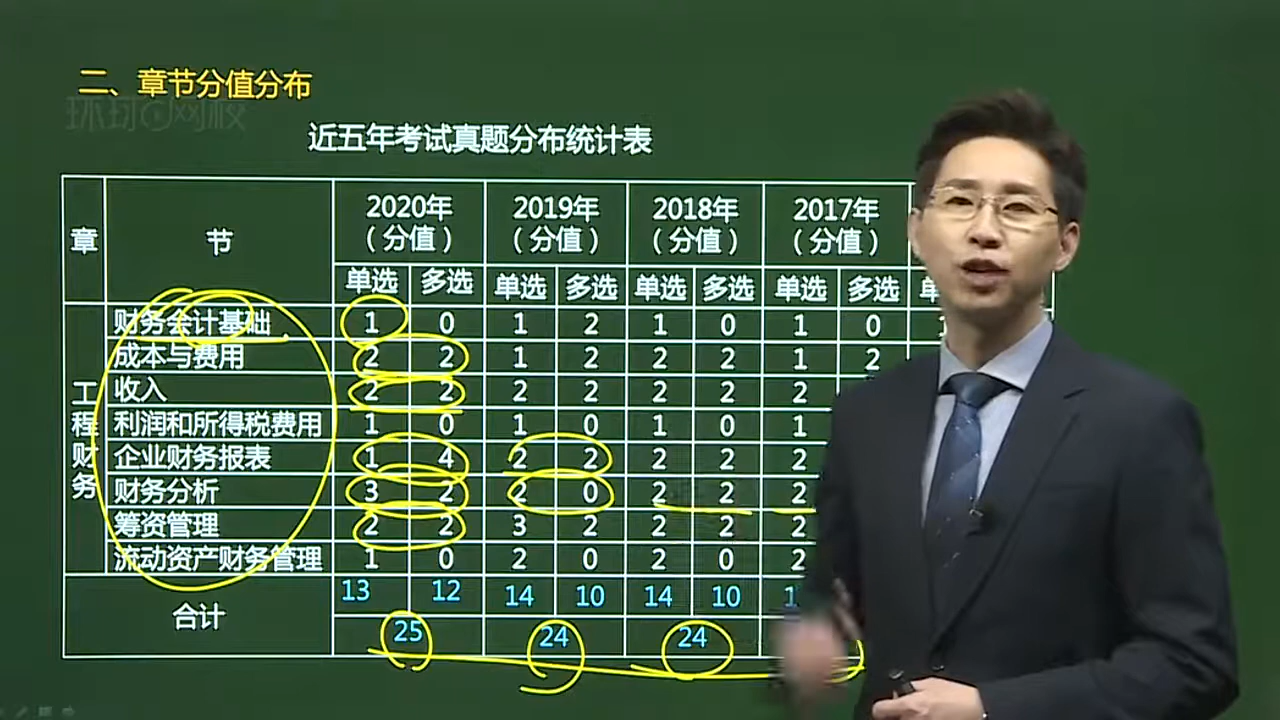 二、章节分值分布
环球网校
近五年考试真题分布统计表
章 节 2020年（分值） 2019年（分值） 2018年（分值） 2017年（分值）
单选 多选 单选 多选 单选 多选 单选 多选
工程财务
财务会计基础 1 0 1 2 1 0 1 0
成本与费用 2 2 1 2 2 2 1 2
收入 2 2 2 2 2 2 2
利润和所得税费用 1 0 1 0 1 0 1
企业财务报表 1 4 2 2 2 2 2
财务分析 3 2 2 0 2 2 2
筹资管理 2 2 3 2 2 2 2
流动资产财务管理 1 0 2 0 2 0 2
合计 13 12 14 10 14 10
25 24 24